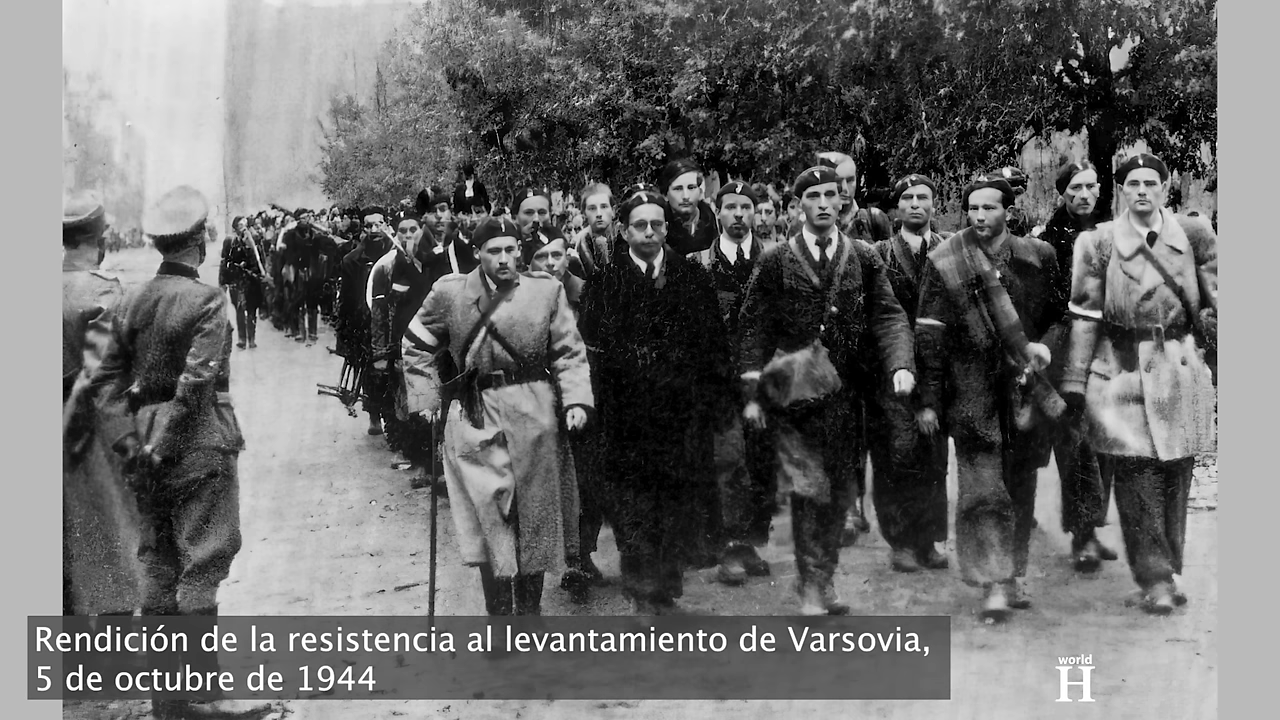 Rendición de la resistencia al levantamiento de Varsovia,
5 de octubre de 1944
world
H